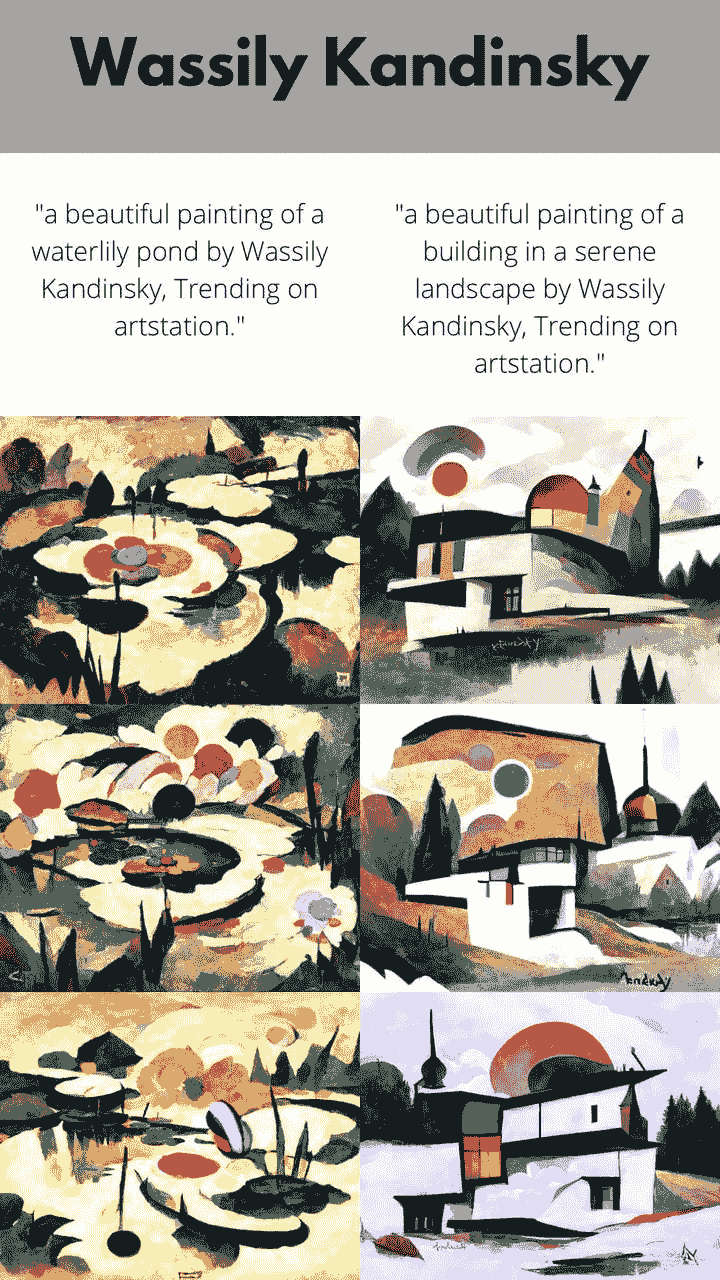 Wassily Kandinsky
"a beautiful painting of a
waterlily pond by Wassily
Kandinsky, Trending on
artstation."
"a beautiful painting of a
building in a serene
landscape by Wassily
Kandinsky, Trending on
artstation."